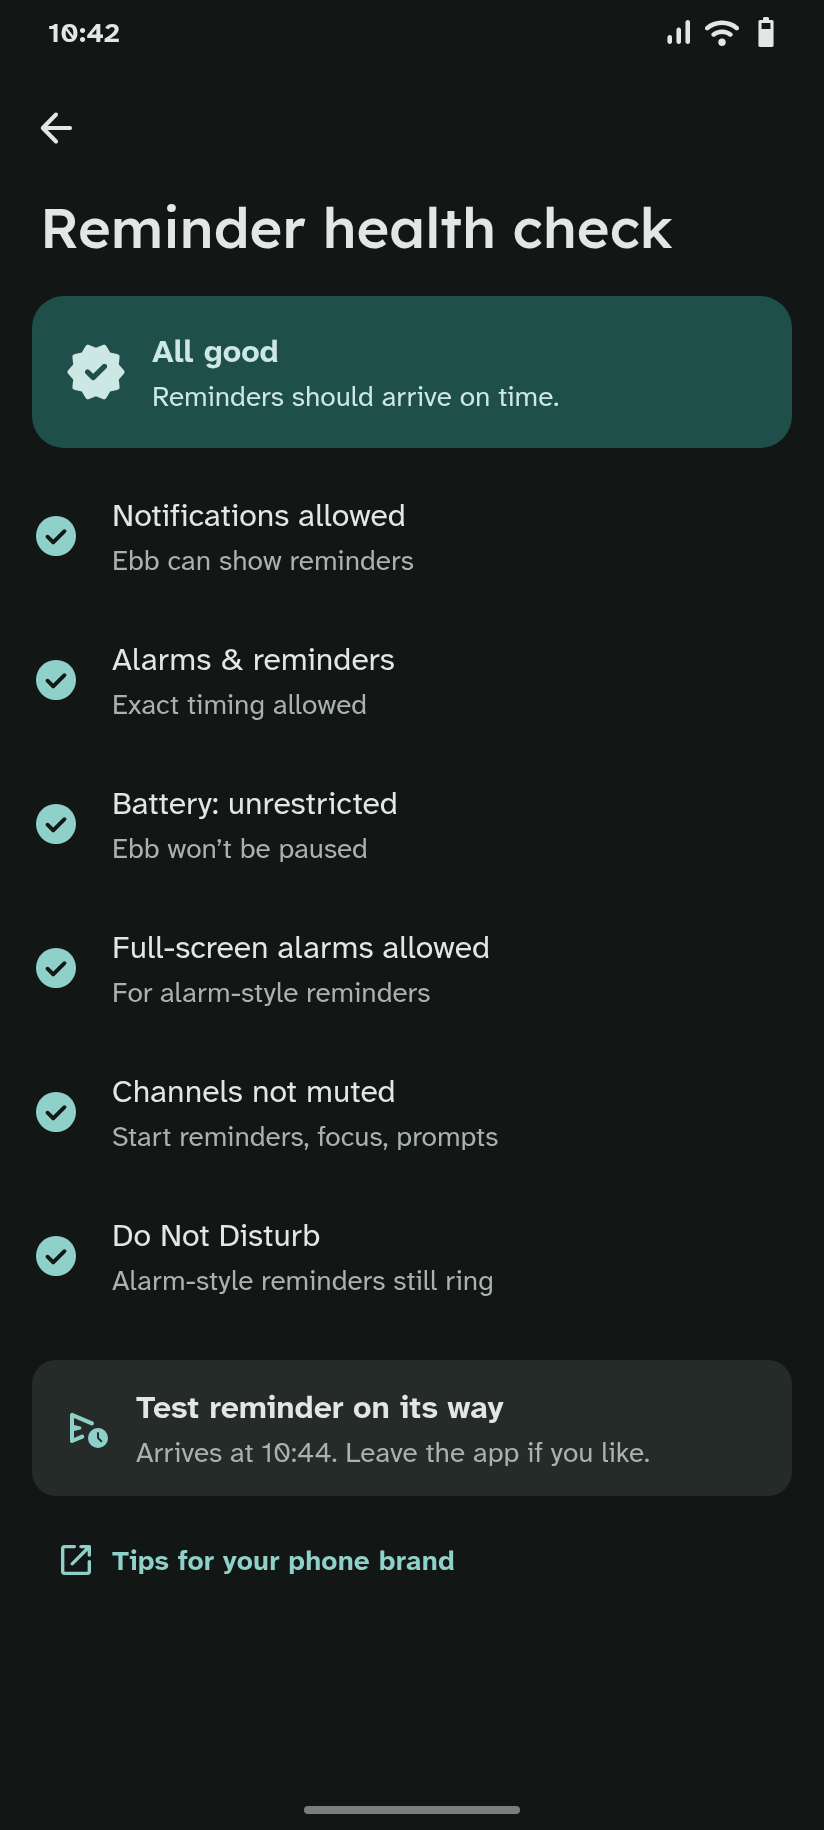 10:42
Reminder health check
All good
Reminders should arrive on time.
Notifications allowed
Ebb can show reminders
Alarms & reminders
Exact timing allowed
Battery: unrestricted
Ebb won’t be paused
Full-screen alarms allowed
For alarm-style reminders
Channels not muted
Start reminders, focus, prompts
Do Not Disturb
Alarm-style reminders still ring
Test reminder on its way
Arrives at 10:44. Leave the app if you like.
Tips for your phone brand